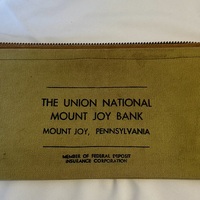 THE UNION NATIONAL
MOUNT JOY BANK
MOUNT JOY, PENNSYLVANIA
MEMBER OF FEDERAL DEPOSIT
INSURANCE CORPORATION